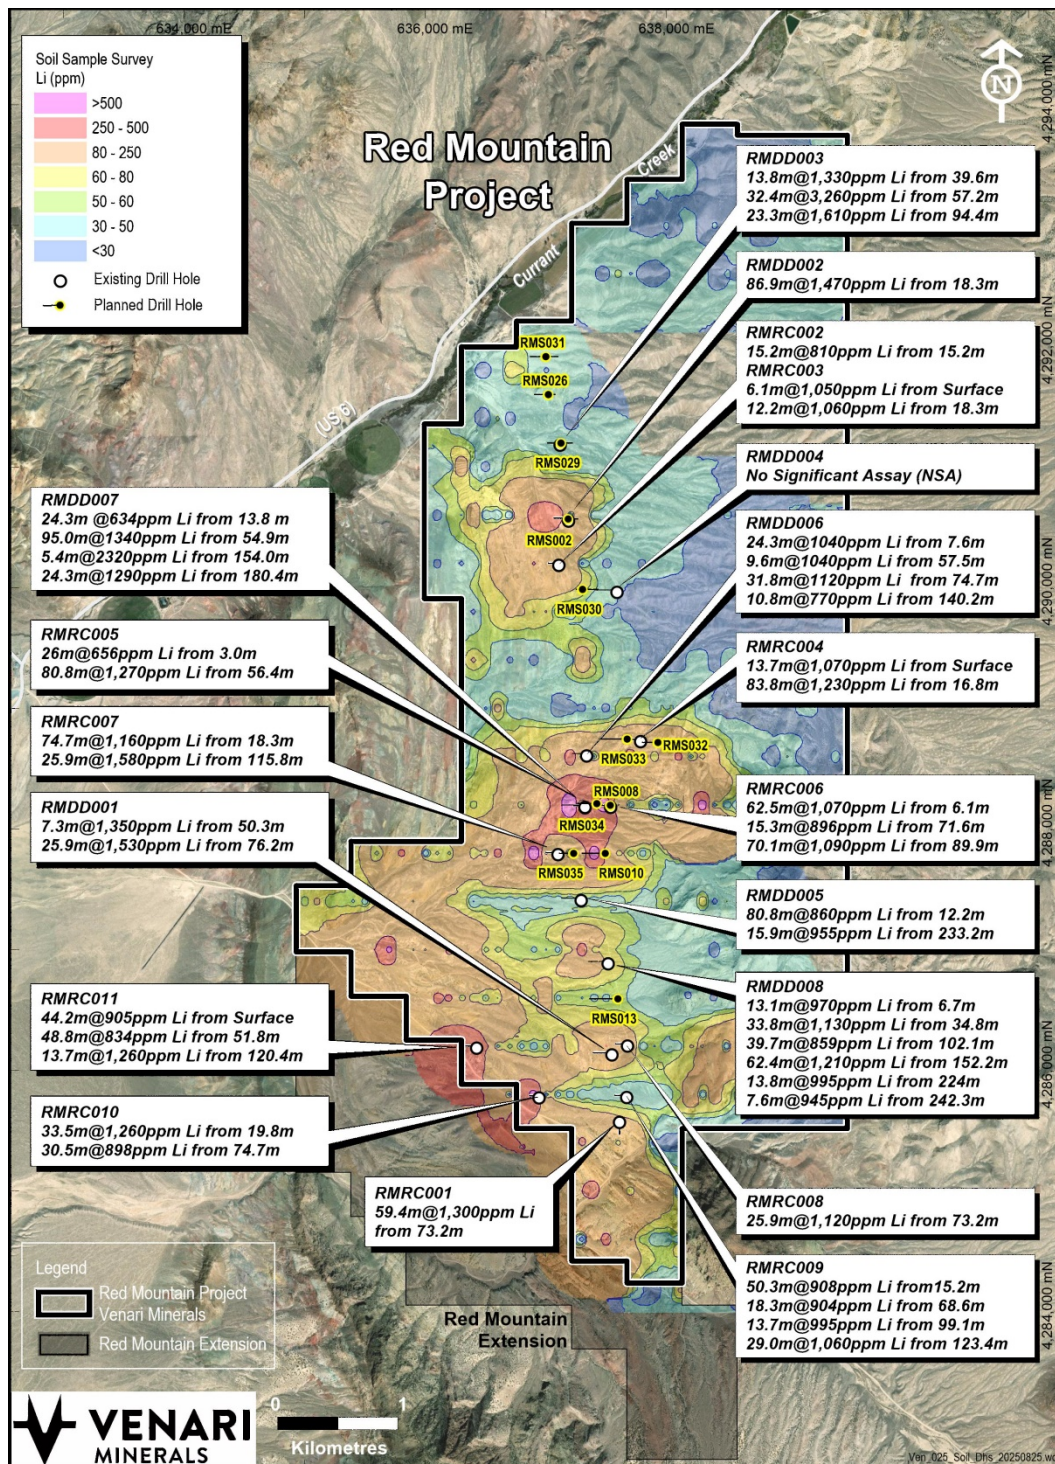 634,000 mE
636,000 mE
638,000 mE
Soil Sample Survey
Li (ppm)
>500
250 - 500
80 - 250
60 - 80
50 - 60
30 - 50
<30
Existing Drill Hole
Planned Drill Hole
N
4,294,000 mN
4,292,000 mN
4,290,000 mN
4,288,000 mN
4,286,000 mN
4,284,000 mN
Red Mountain
Project
Currant
Creek
(US 6)
RMDD003
13.8m@1,330ppm Li from 39.6m
32.4m@3,260ppm Li from 57.2m
23.3m@1,610ppm Li from 94.4m
RMDD002
86.9m@1,470ppm Li from 18.3m
RMRC002
15.2m@810ppm Li from 15.2m
RMRC003
6.1m@1,050ppm Li from Surface
12.2m@1,060ppm Li from 18.3m
RMDD004
No Significant Assay (NSA)
RMDD006
24.3m@1040ppm Li from 7.6m
9.6m@1040ppm Li from 57.5m
31.8m@1120ppm Li from 74.7m
10.8m@770ppm Li from 140.2m
RMRC004
13.7m@1,070ppm Li from Surface
83.8m@1,230ppm Li from 16.8m
RMRC006
62.5m@1,070ppm Li from 6.1m
15.3m@896ppm Li from 71.6m
70.1m@1,090ppm Li from 89.9m
RMDD005
80.8m@860ppm Li from 12.2m
15.9m@955ppm Li from 233.2m
RMDD008
13.1m@970ppm Li from 6.7m
33.8m@1,130ppm Li from 34.8m
39.7m@859ppm Li from 102.1m
62.4m@1,210ppm Li from 152.2m
13.8m@995ppm Li from 224m
7.6m@945ppm Li from 242.3m
RMRC008
25.9m@1,120ppm Li from 73.2m
RMRC009
50.3m@908ppm Li from15.2m
18.3m@904ppm Li from 68.6m
13.7m@995ppm Li from 99.1m
29.0m@1,060ppm Li from 123.4m
RMDD007
24.3m @634ppm Li from 13.8 m
95.0m@1340ppm Li from 54.9m
5.4m@2320ppm Li from 154.0m
24.3m@1290ppm Li from 180.4m
RMRC005
26m@656ppm Li from 3.0m
80.8m@1,270ppm Li from 56.4m
RMRC007
74.7m@1,160ppm Li from 18.3m
25.9m@1,580ppm Li from 115.8m
RMDD001
7.3m@1,350ppm Li from 50.3m
25.9m@1,530ppm Li from 76.2m
RMRC011
44.2m@905ppm Li from Surface
48.8m@834ppm Li from 51.8m
13.7m@1,260ppm Li from 120.4m
RMRC010
33.5m@1,260ppm Li from 19.8m
30.5m@898ppm Li from 74.7m
RMRC001
59.4m@1,300ppm Li
from 73.2m
RMS031
RMS026
RMS029
RMS002
RMS030
RMS033
RMS032
RMS008
RMS034
RMS035
RMS010
RMS013
Red Mountain
Extension
Legend
Red Mountain Project
Venari Minerals
Red Mountain Extension
VENARI
MINERALS
0
1
Kilometres
Ven_025_Soil_Dhs_20250825.wo